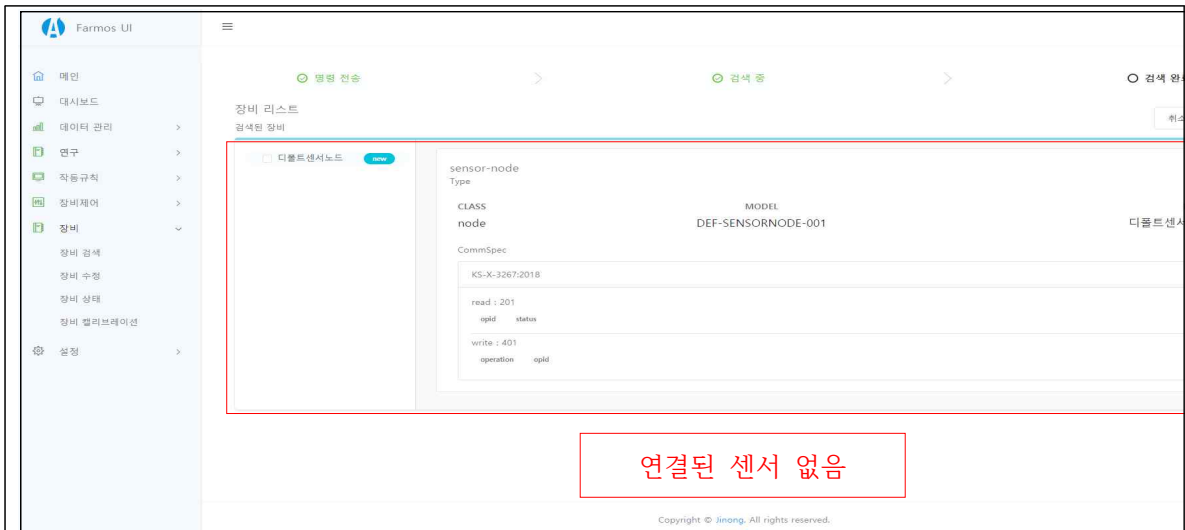 Farmos UI
메인
대시보드
데이터 관리
연구
작동규칙
장비제어
장비
장비 검색
장비 수정
장비 상태
장비 캘리브레이션
설정
명령 전송
검색 중
검색 완료
장비 리스트
검색된 장비
취소
디폴트센서노드 new
sensor-node
Type
CLASS MODEL
node DEF-SENSORNODE-001 디폴트센서
CommSpec
KS-X-3267:2018
read : 201
opid status
write : 401
operation opid
연결된 센서 없음
Copyright © Jinong. All rights reserved.